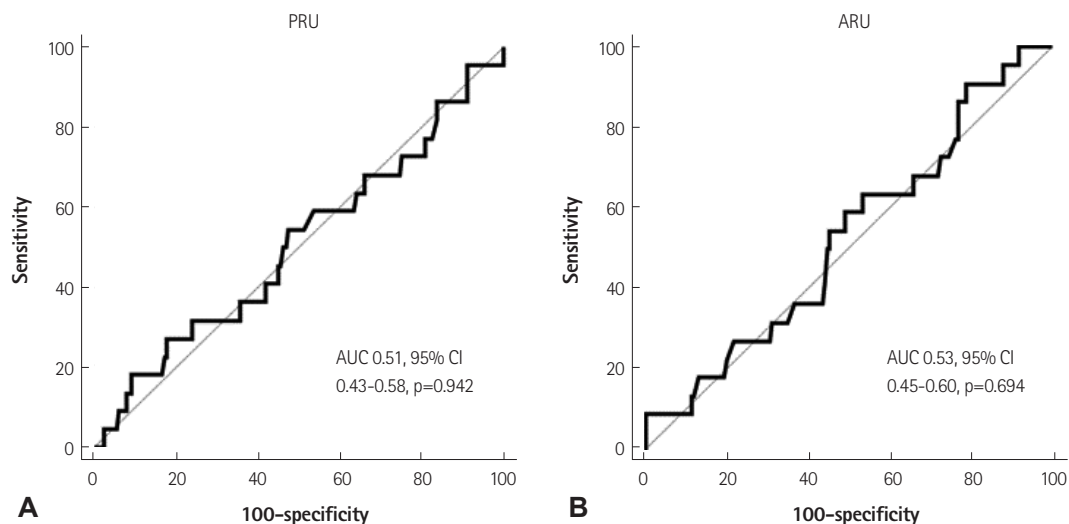 PRU
100
80
60
40
20
0
Sensitivity
AUC 0.51, 95% CI
0.43-0.58, p=0.942
0 20 40 60 80 100
100-specificity
A
ARU
100
80
60
40
20
0
Sensitivity
AUC 0.53, 95% CI
0.45-0.60, p=0.694
0 20 40 60 80 100
100-specificity
B